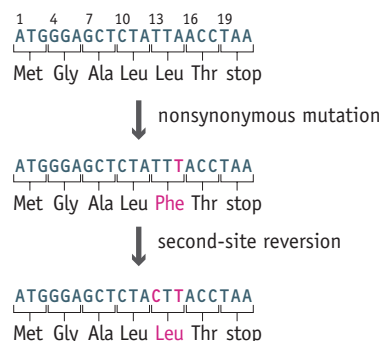 1 4 7 10 13 16 19
ATGGGAGCTCTATTAACCTAA
Met Gly Ala Leu Leu Thr stop
nonsynonymous mutation
ATGGGAGCTCTATTTACCTAA
Met Gly Ala Leu Phe Thr stop
second-site reversion
ATGGGAGCTCTACTTACCTAA
Met Gly Ala Leu Leu Thr stop